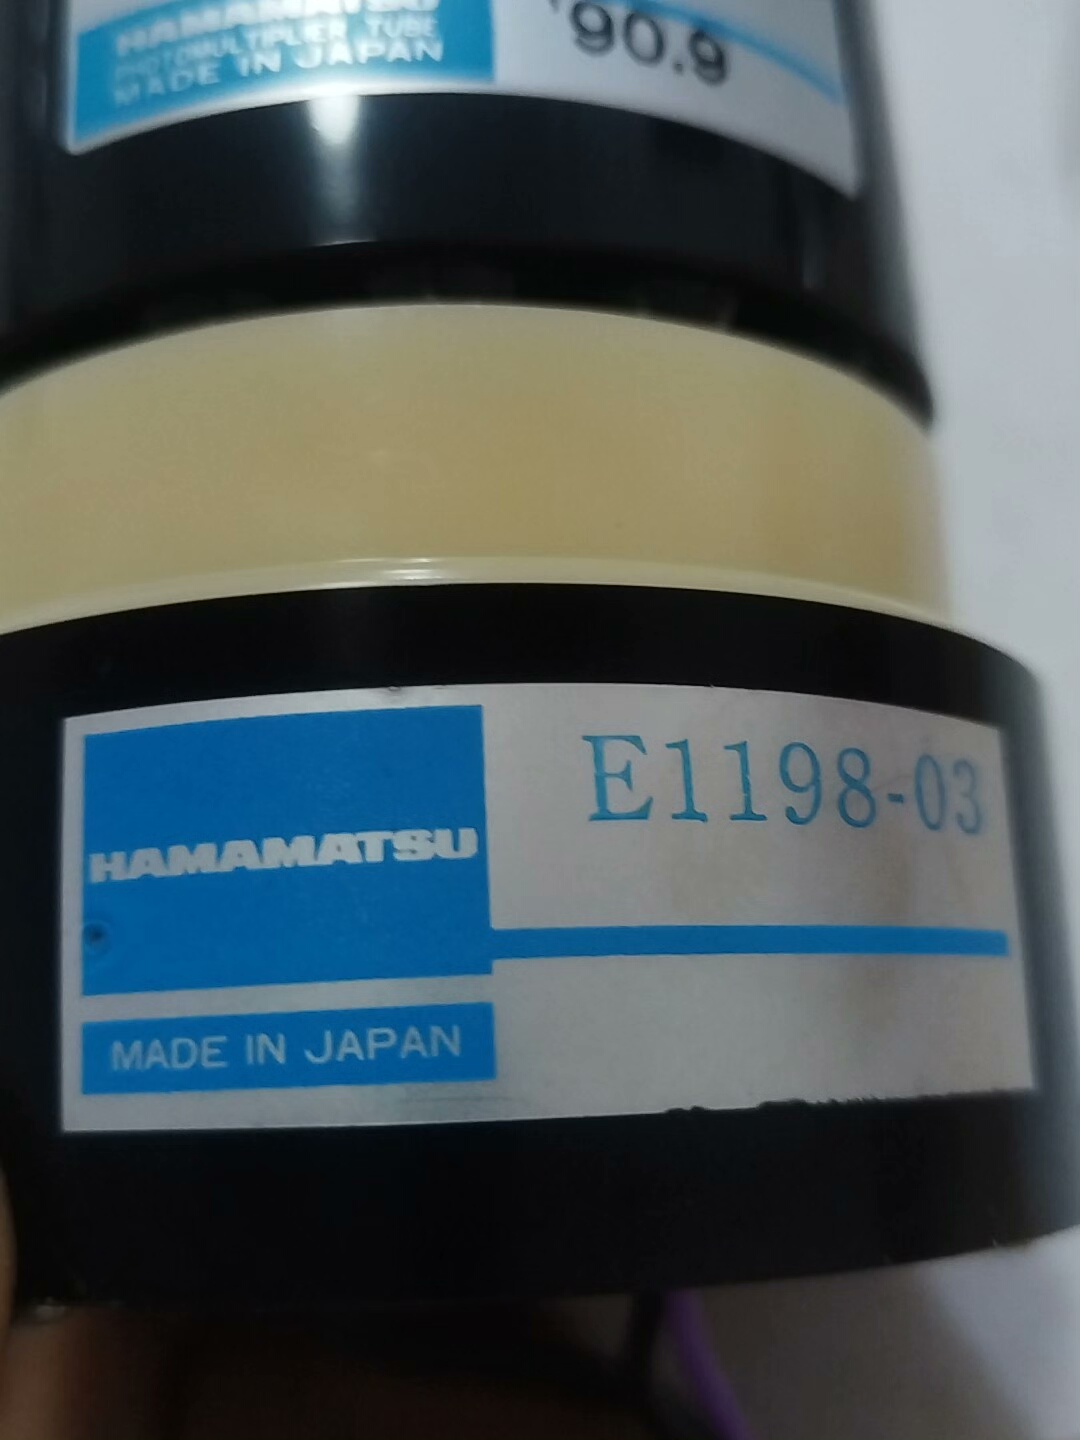 HAMAMATSU
PHOTOMULTIPLIER TUBE
MADE IN JAPAN
'90.9
HAMAMATSU
E1198-03
MADE IN JAPAN